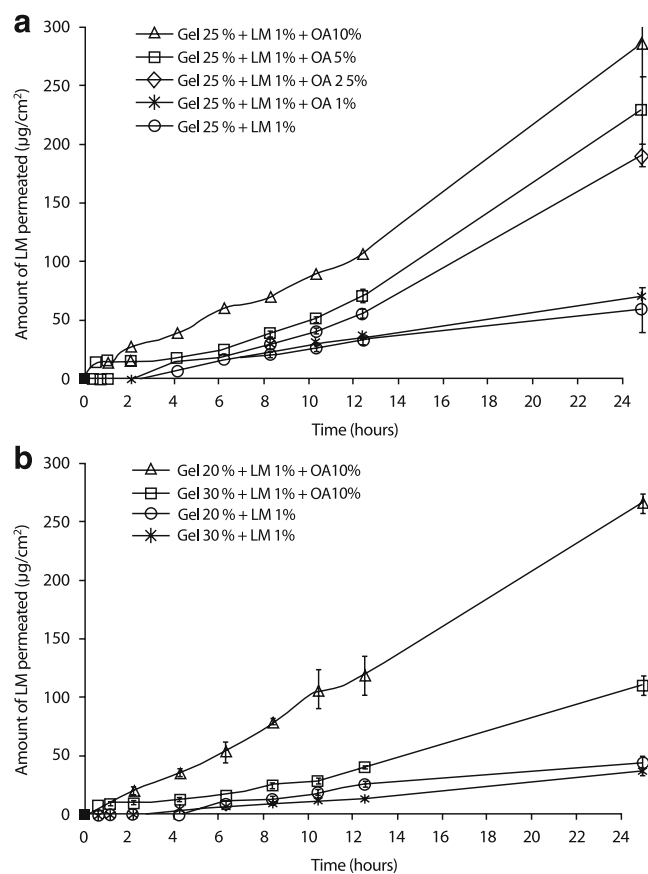 a
Gel 25 % + LM 1% + OA10%
Gel 25 % + LM 1% + OA 5%
Gel 25 % + LM 1% + OA 2 5%
Gel 25 % + LM 1% + OA 1%
Gel 25 % + LM 1%
Amount of LM permeated (µg/cm²)
300
250
200
150
100
50
0
0 2 4 6 8 10 12 14 16 18 20 22 24
Time (hours)
b
Gel 20 % + LM 1% + OA10%
Gel 30 % + LM 1% + OA10%
Gel 20 % + LM 1%
Gel 30 % + LM 1%
Amount of LM permeated (µg/cm²)
300
250
200
150
100
50
0
0 2 4 6 8 10 12 14 16 18 20 22 24
Time (hours)